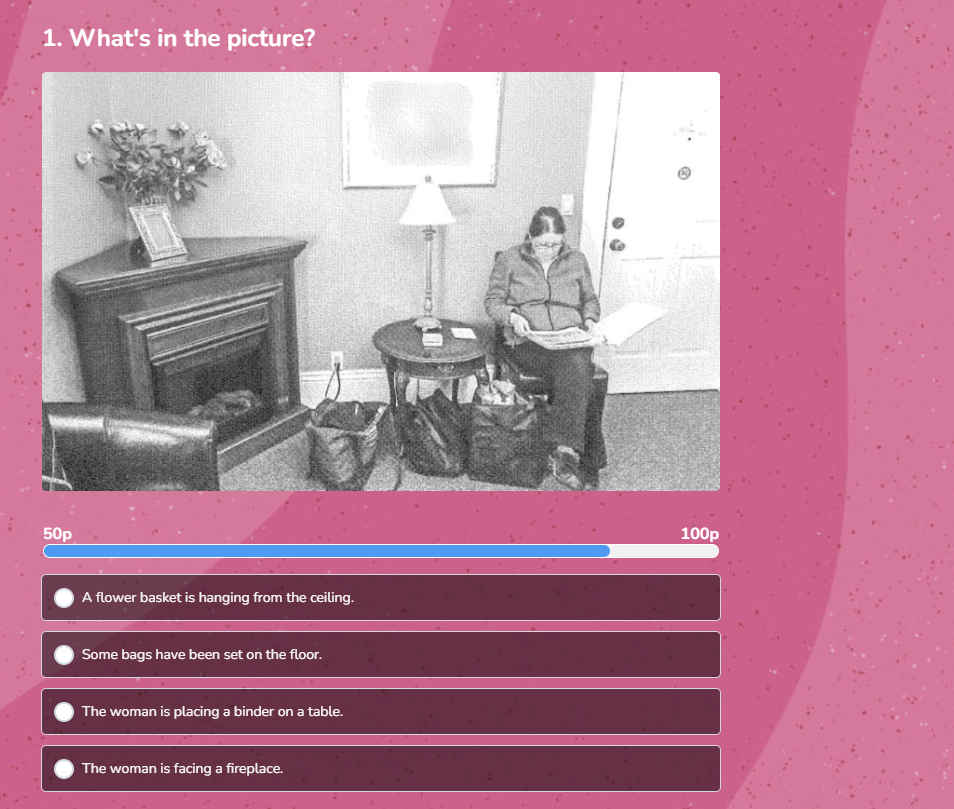 1. What's in the picture?
50p
100p
A flower basket is hanging from the ceiling.
Some bags have been set on the floor.
The woman is placing a binder on a table.
The woman is facing a fireplace.